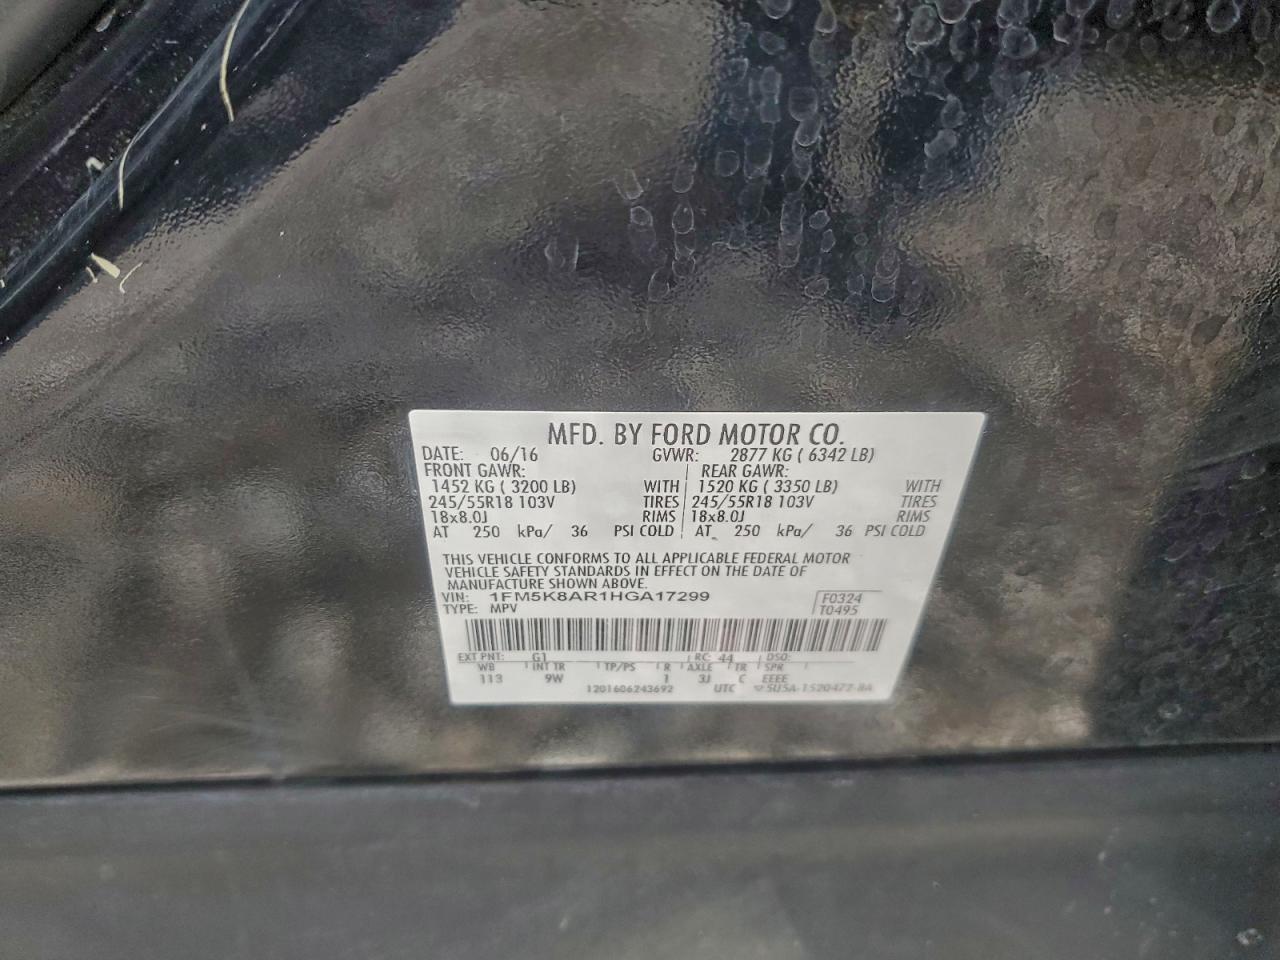 MFD. BY FORD MOTOR CO.
DATE: 06/16 GVWR: 2877 KG ( 6342 LB)
FRONT GAWR: REAR GAWR:
1452 KG ( 3200 LB) WITH 1520 KG ( 3350 LB) WITH
245/55R18 103V TIRES 245/55R18 103V TIRES
18x8.0J RIMS 18x8.0J RIMS
AT 250 kPa/ 36 PSI COLD AT 250 kPa/ 36 PSI COLD
THIS VEHICLE CONFORMS TO ALL APPLICABLE FEDERAL MOTOR
VEHICLE SAFETY STANDARDS IN EFFECT ON THE DATE OF
MANUFACTURE SHOWN ABOVE.
VIN: 1FM5K8AR1HGA17299 F0324
TYPE: MPV T0495
EXT PNT: G1 RC: 44 DSO:
WB INT TR TP/PS R AXLE TR SPR
113 9W 1 3J C EEEE
1201606243692 UTC 5U5A-1520472-BA